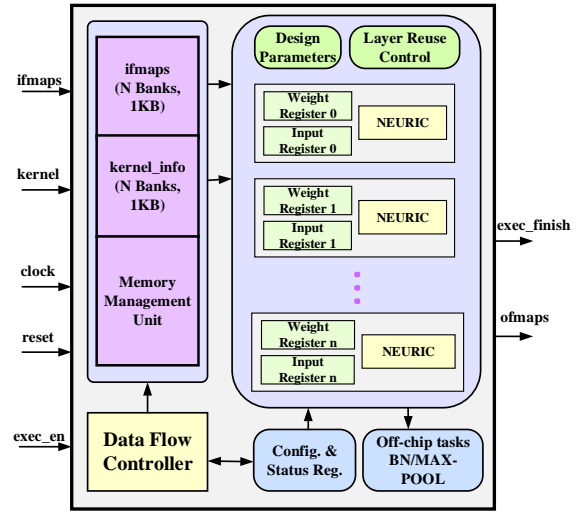 ifmaps
kernel
clock
reset
exec_en
ifmaps
(N Banks,
1KB)
kernel_info
(N Banks,
1KB)
Memory
Management
Unit
Data Flow
Controller
Design
Parameters
Layer Reuse
Control
Weight
Register 0
Input
Register 0
NEURIC
Weight
Register 1
Input
Register 1
NEURIC
Weight
Register n
Input
Register n
NEURIC
Config. &
Status Reg.
Off-chip tasks
BN/MAX-
POOL
exec_finish
ofmaps